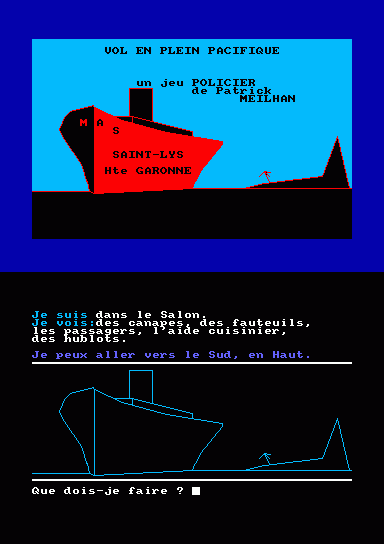 VOL EN PLEIN PACIFIQUE
un jeu POLICIER
de Patrick
MEILHAN
M A S
SAINT-LYS
Hte GARONNE
Je suis dans le Salon.
Je vois:des canapes, des fauteuils,
les passagers, l'aide cuisinier,
des hublots.
Je peux aller vers le Sud, en Haut.
Que dois-je faire ?